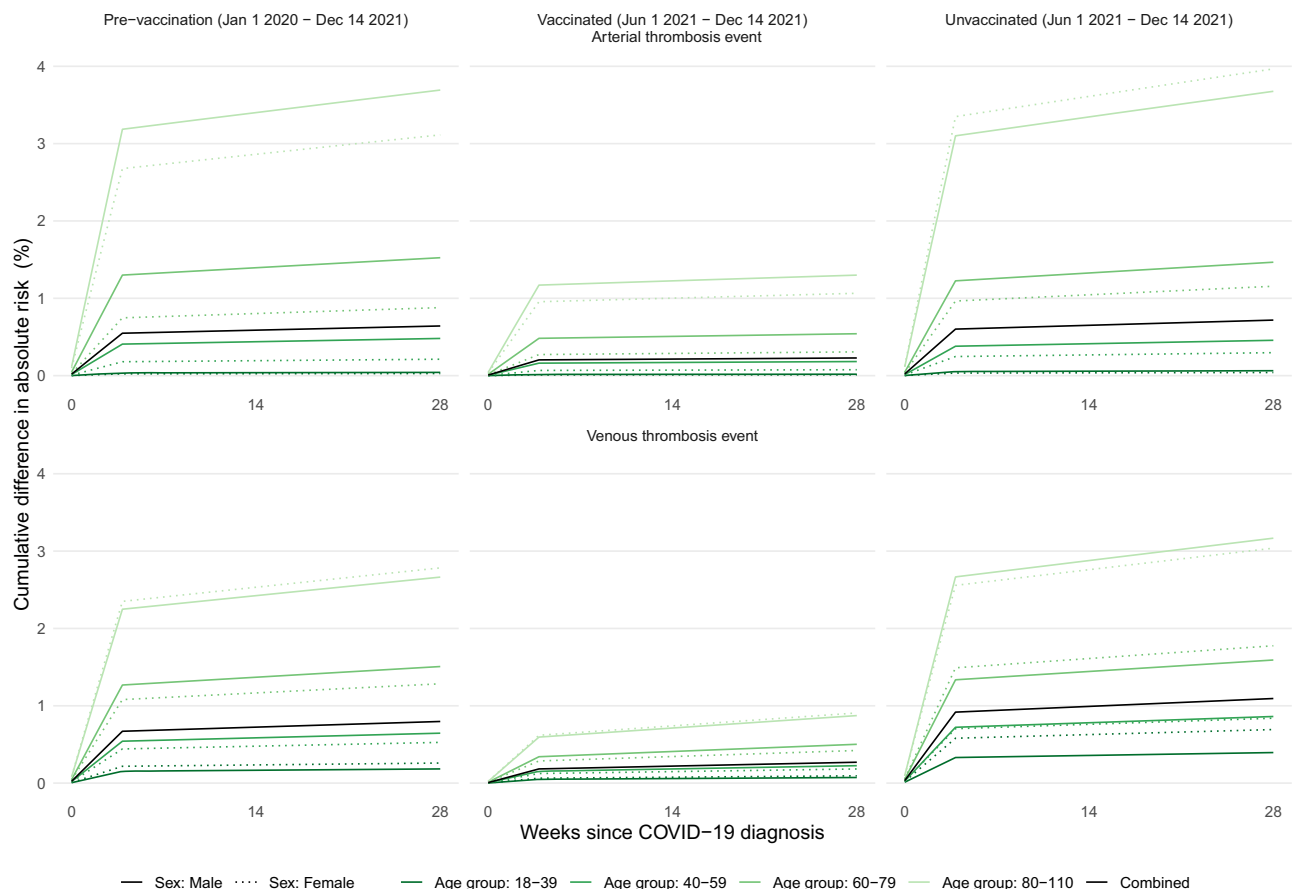 Pre−vaccination (Jan 1 2020 − Dec 14 2021)
Vaccinated (Jun 1 2021 − Dec 14 2021)
Unvaccinated (Jun 1 2021 − Dec 14 2021)
Arterial thrombosis event
Cumulative difference in absolute risk (%)
4
3
2
1
0
0 14 28
0 14 28
0 14 28
Venous thrombosis event
4
3
2
1
0
0 14 28
0 14 28
0 14 28
Weeks since COVID−19 diagnosis
Sex: Male Sex: Female Age group: 18−39 Age group: 40−59 Age group: 60−79 Age group: 80−110 Combined